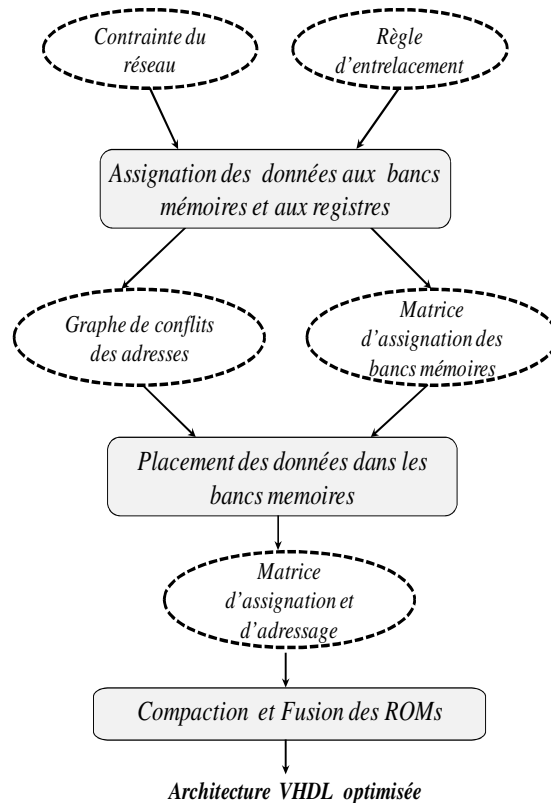 Contrainte du
réseau
Règle
d'entrelacement
Assignation des données aux bancs
mémoires et aux registres
Graphe de conflits
des adresses
Matrice
d'assignation des
bancs mémoires
Placement des données dans les
bancs memoires
Matrice
d'assignation et
d'adressage
Compaction et Fusion des ROMs
Architecture VHDL optimisée